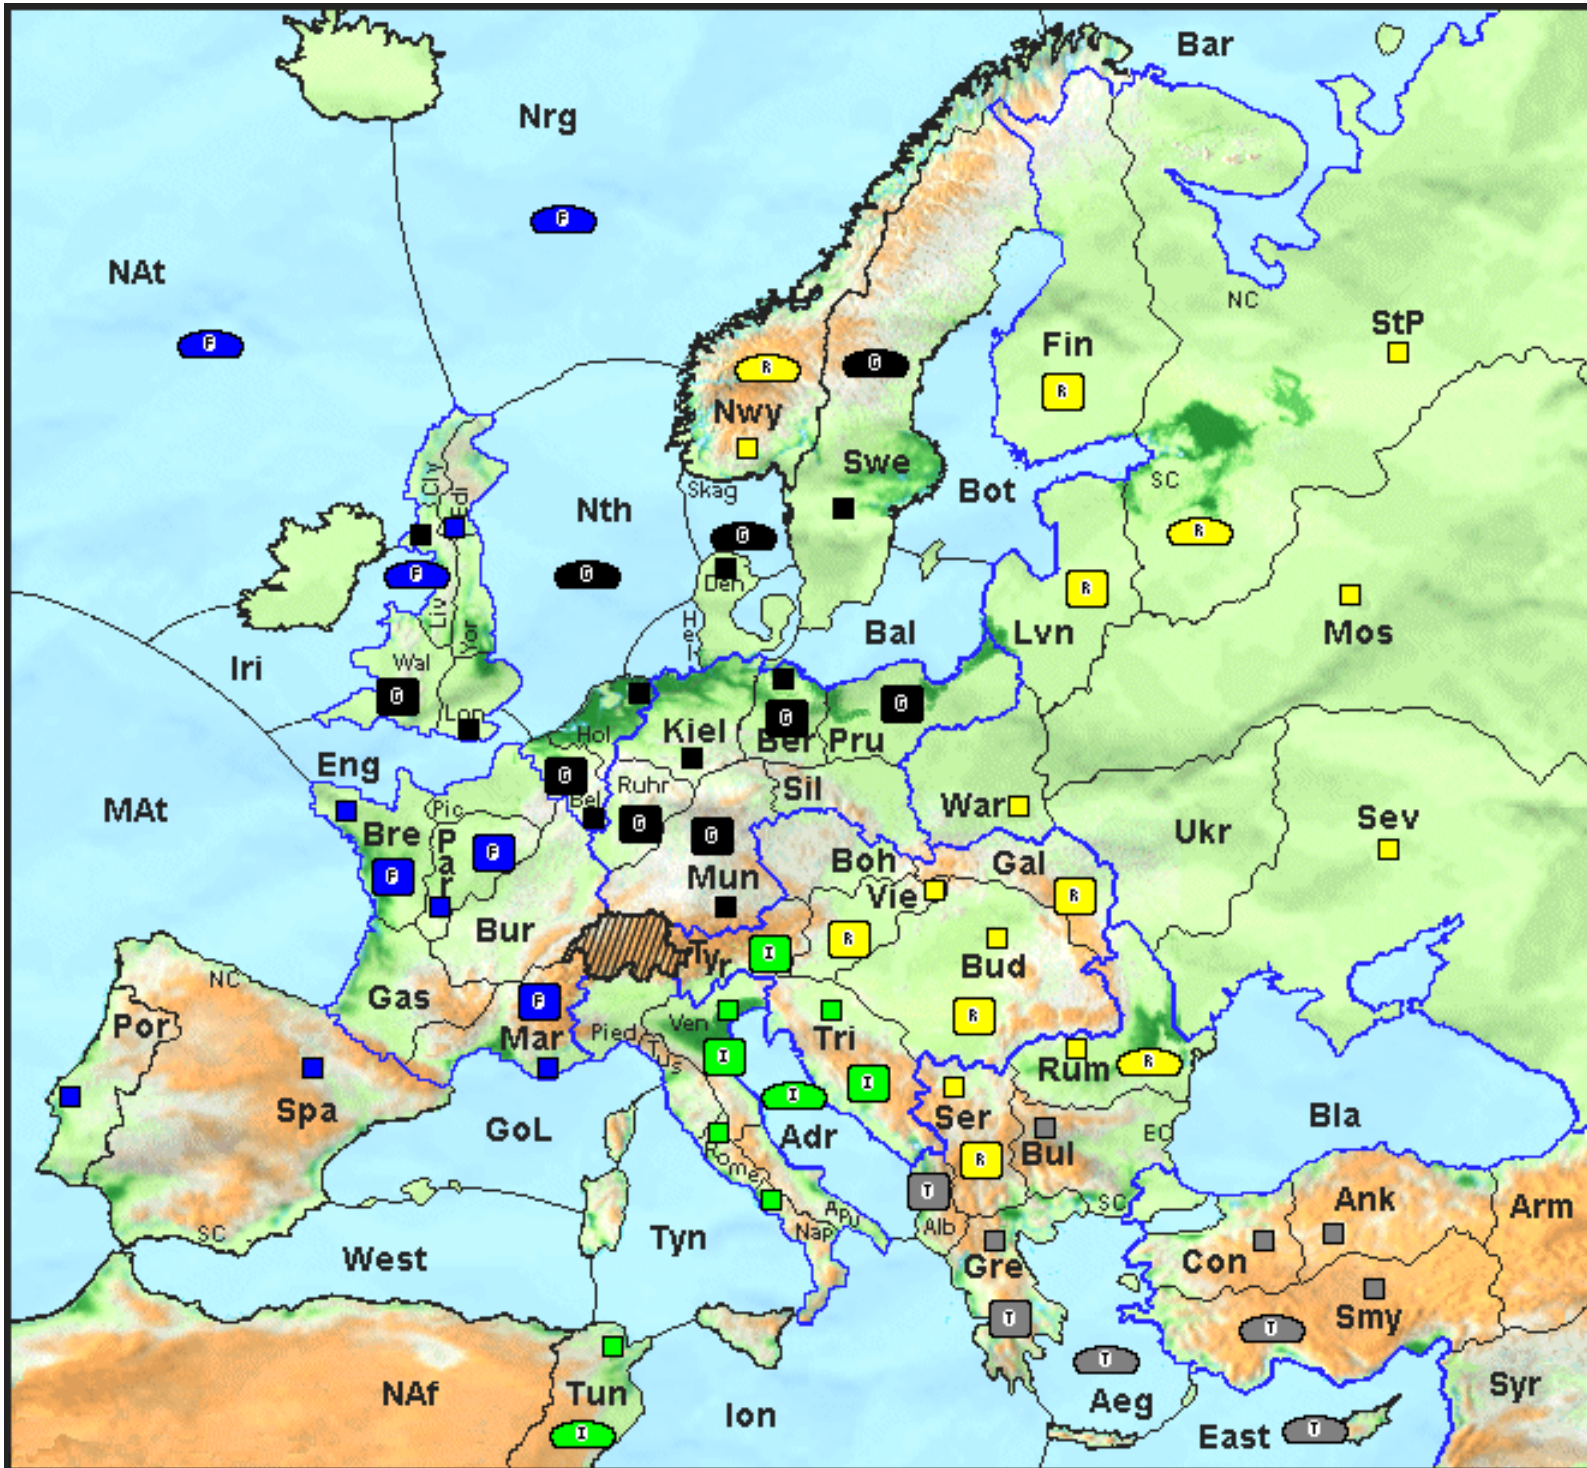 Bar
Nrg
F
NAt
F
NC
StP
Fin
R
R
G
Nwy
Swe
Cly
Edi
Skag
Bot
SC
Nth
G
R
F
G
Den
R
Liv
Yor
Hel
Bal
Lvn
Mos
Iri
Wal
G
Lon
Hol
Kiel
G
Ber
Pru
G
Eng
G
Bel
Ruhr
G
Sil
War
MAt
Pic
Bre
Par
F
F
G
Mun
Boh
Gal
Ukr
Sev
Vie
R
Bur
Tyr
I
R
Bud
NC
Gas
F
Mar
Por
Pied
Ven
Tus
I
Tri
R
Rum
R
Spa
GoL
I
I
Adr
Ser
Bul
EC
Bla
Rome
R
T
SC
Ank
Arm
SC
West
Tyn
Nap
Apu
Alb
Gre
Con
T
T
Smy
T
NAf
Tun
I
Ion
Aeg
East
T
Syr